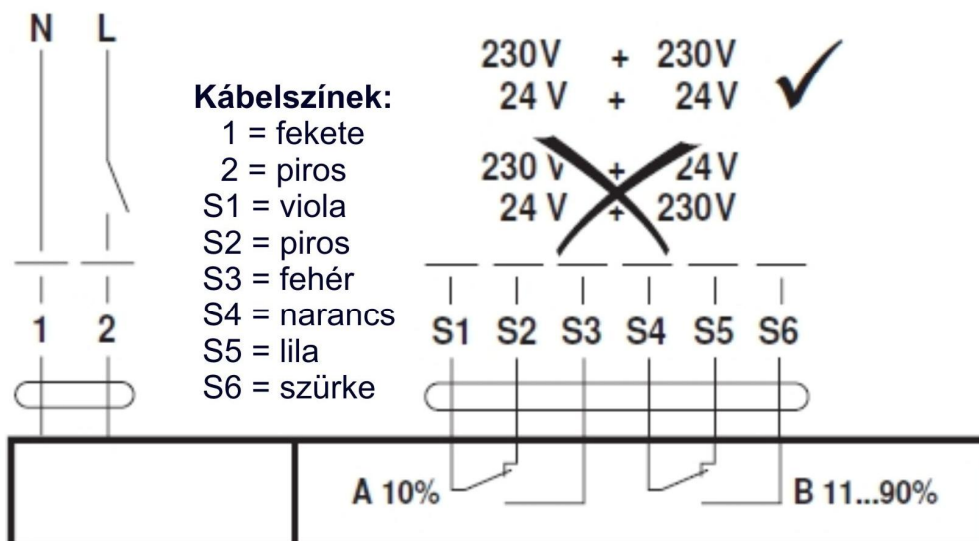 N L
Kábelszínek:
1 = fekete
2 = piros
S1 = viola
S2 = piros
S3 = fehér
S4 = narancs
S5 = lila
S6 = szürke
230V + 230V
24 V + 24V
230 V + 24V
24 V + 230V
1 2
S1 S2 S3 S4 S5 S6
A 10%
B 11...90%